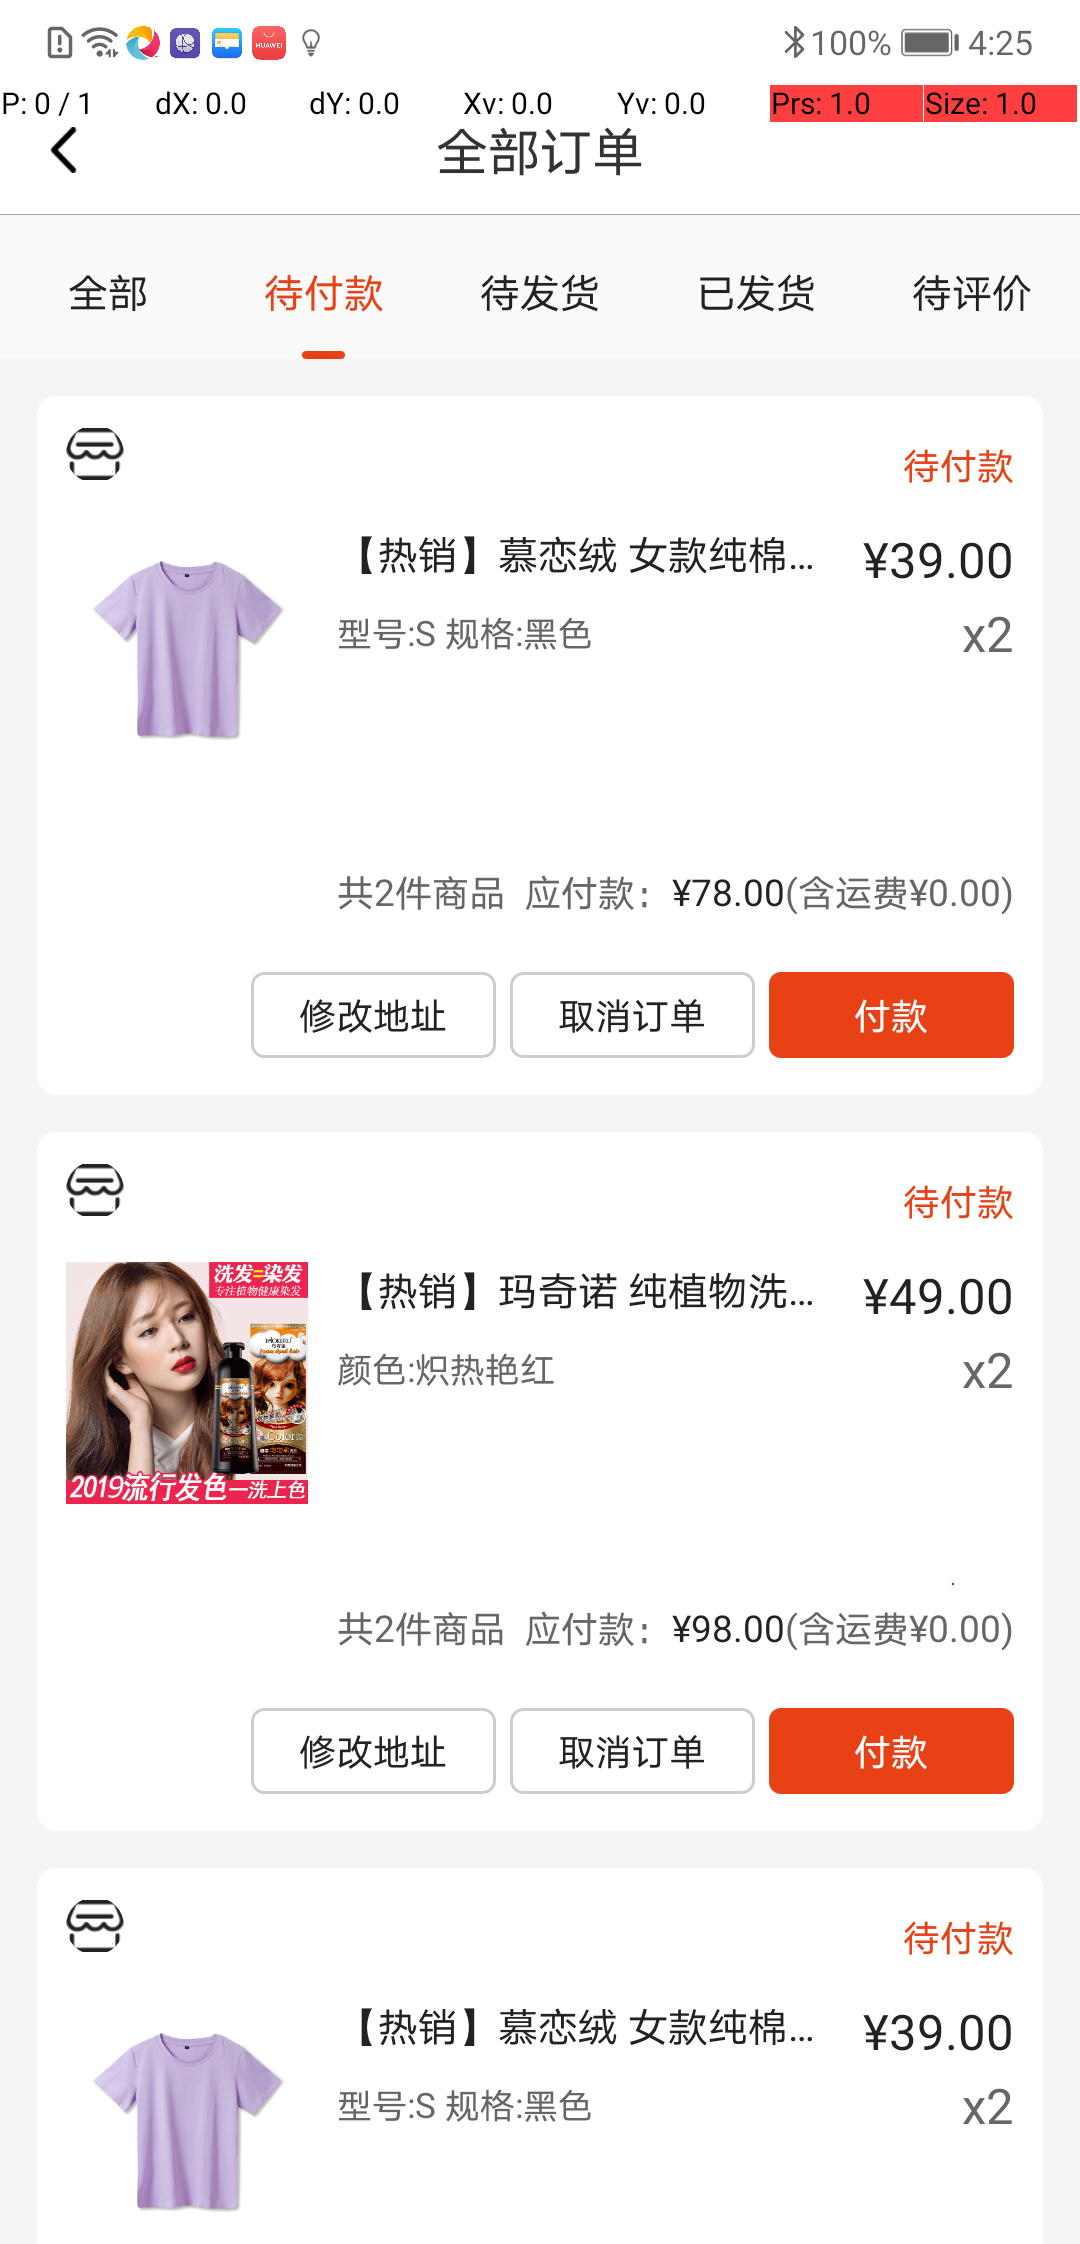 100% 4:25
P: 0 / 1 dX: 0.0 dY: 0.0 Xv: 0.0 Yv: 0.0 Prs: 1.0 Size: 1.0
全部订单
全部 待付款 待发货 已发货 待评价
待付款
【热销】慕恋绒 女款纯棉... ¥39.00
型号:S 规格:黑色 x2
共2件商品 应付款: ¥78.00(含运费¥0.00)
修改地址 取消订单 付款
待付款
洗发=染发
专注植物健康染发
2019流行发色一洗上色
【热销】玛奇诺 纯植物洗... ¥49.00
颜色:炽热艳红 x2
共2件商品 应付款: ¥98.00(含运费¥0.00)
修改地址 取消订单 付款
待付款
【热销】慕恋绒 女款纯棉... ¥39.00
型号:S 规格:黑色 x2